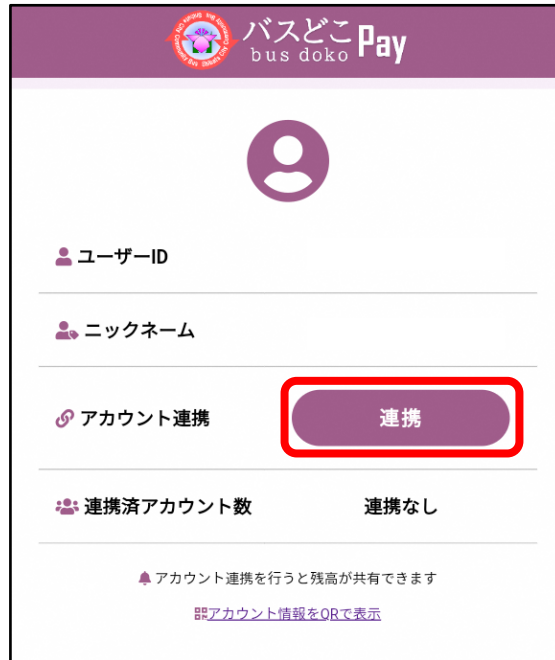 バスどこ Pay
bus doko
ユーザーID
ニックネーム
アカウント連携
連携
連携済アカウント数
連携なし
アカウント連携を行うと残高が共有できます
アカウント情報をQRで表示